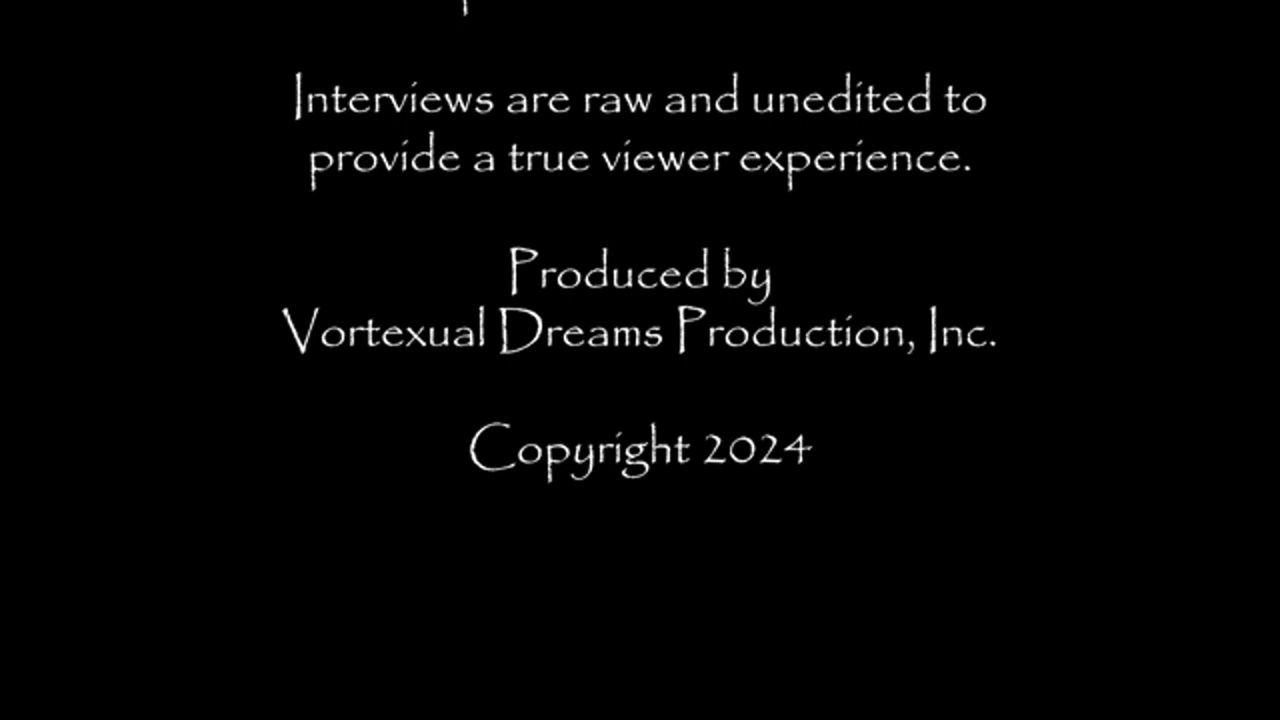 Interviews are raw and unedited to
provide a true viewer experience.
Produced by
Vortexual Dreams Production, Inc.
Copyright 2024